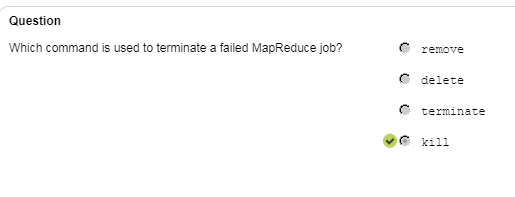 Question
Which command is used to terminate a failed MapReduce job?
remove
delete
terminate
kill